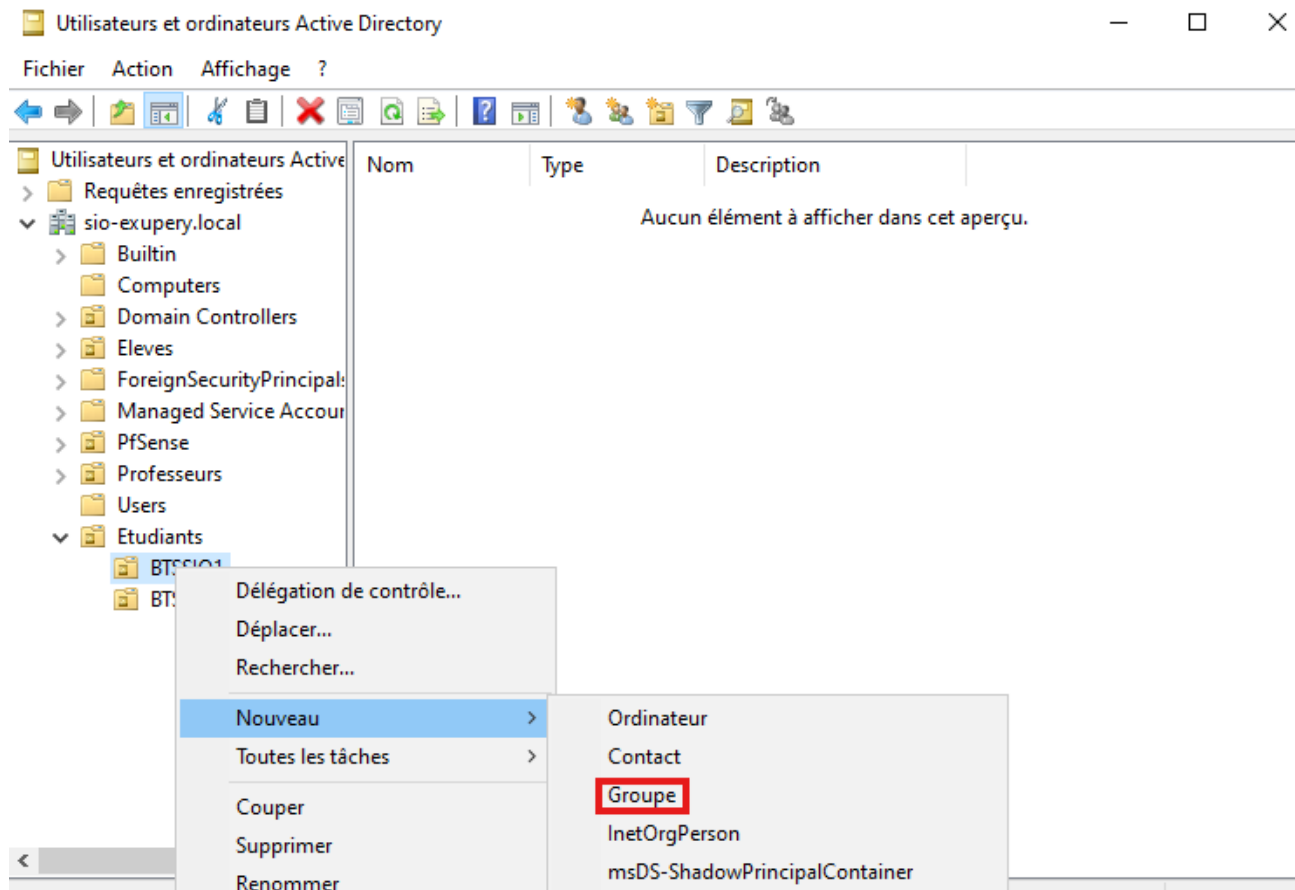 Utilisateurs et ordinateurs Active Directory
Fichier Action Affichage ?
Utilisateurs et ordinateurs Active
Requêtes enregistrées
sio-exupery.local
Builtin
Computers
Domain Controllers
Eleves
ForeignSecurityPrincipals
Managed Service Accour
PfSense
Professeurs
Users
Etudiants
BTSSIO1
BTS
Nom Type Description
Aucun élément à afficher dans cet aperçu.
Délégation de contrôle...
Déplacer...
Rechercher...
Nouveau
Toutes les tâches
Couper
Supprimer
Renommer
Ordinateur
Contact
Groupe
InetOrgPerson
msDS-ShadowPrincipalContainer